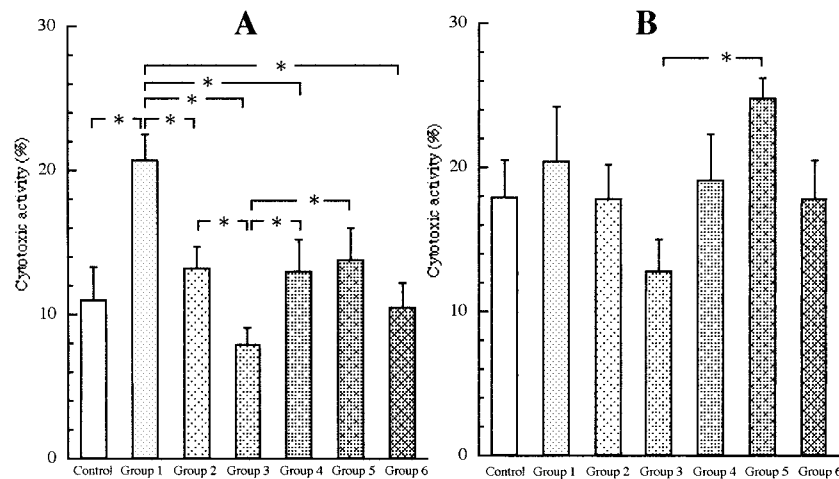 A
B
Cytotoxic activity (%)
30
20
10
0
* * * * * * * *
Control Group 1 Group 2 Group 3 Group 4 Group 5 Group 6
Cytotoxic activity (%)
30
20
10
0
*
Control Group 1 Group 2 Group 3 Group 4 Group 5 Group 6